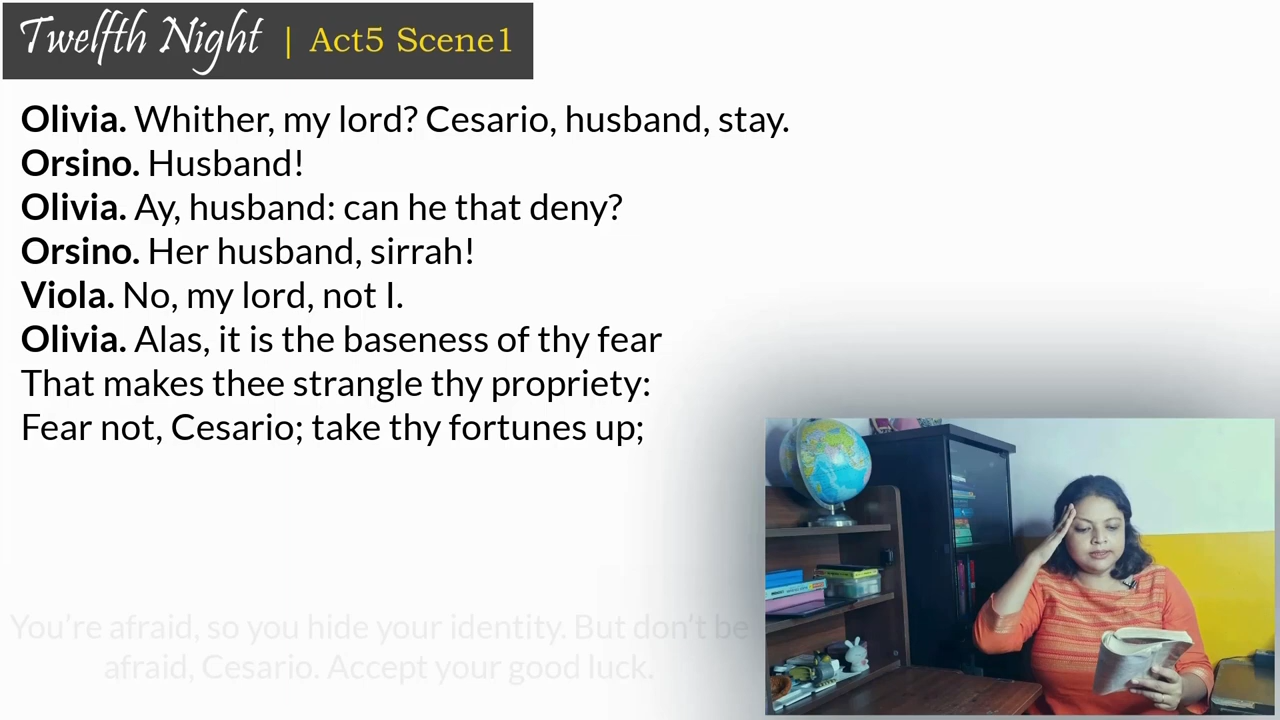 Twelfth Night | Act5 Scene1
Olivia. Whither, my lord? Cesario, husband, stay.
Orsino. Husband!
Olivia. Ay, husband: can he that deny?
Orsino. Her husband, sirrah!
Viola. No, my lord, not I.
Olivia. Alas, it is the baseness of thy fear
That makes thee strangle thy propriety:
Fear not, Cesario; take thy fortunes up;
You're afraid, so you hide your identity. But don't be
afraid, Cesario. Accept your good luck.